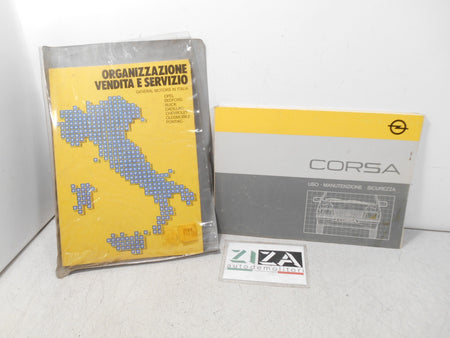 ORGANIZZAZIONE
VENDITA E SERVIZIO
GENERAL MOTORS IN ITALIA
OPEL
BEDFORD
BUICK
CADILLAC
CHEVROLET
OLDSMOBILE
PONTIAC
CORSA
USO - MANUTENZIONE - SICUREZZA
ZIZA
autodemolitori